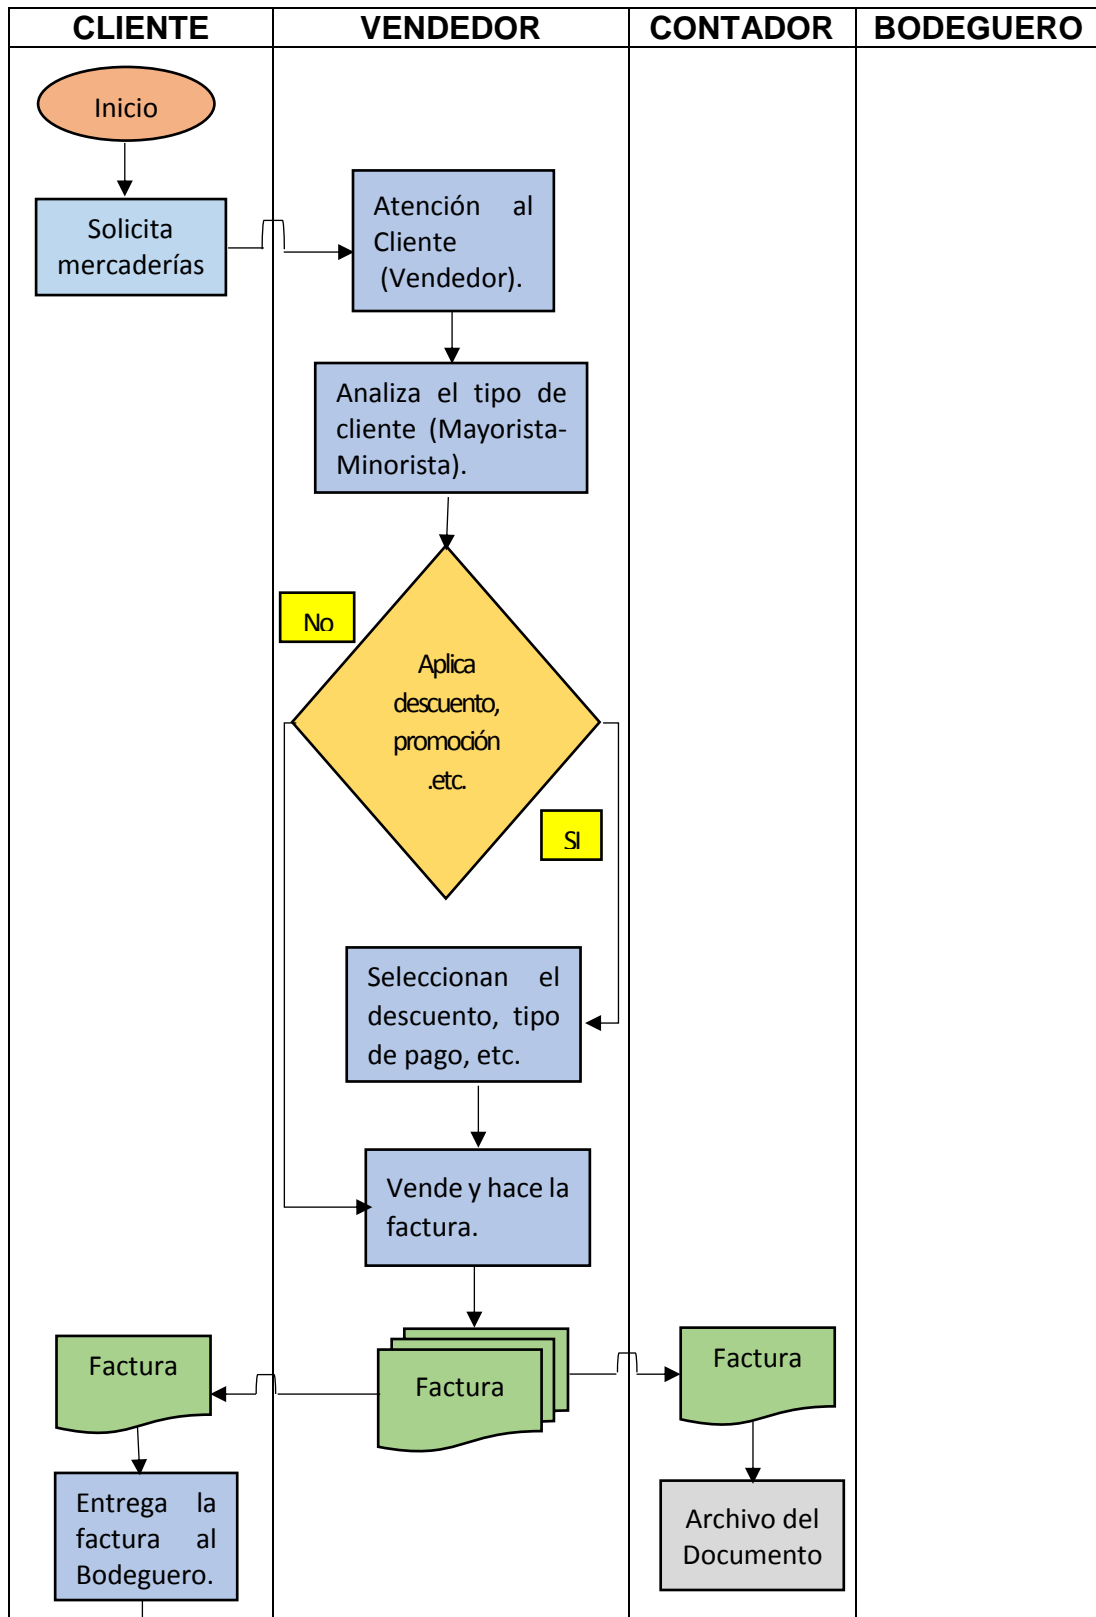 CLIENTE
VENDEDOR
CONTADOR
BODEGUERO
Inicio
Solicita
mercaderías
Atención al
Cliente
(Vendedor).
Analiza el tipo de
cliente (Mayorista-
Minorista).
No
Aplica
descuento,
promoción
.etc.
SI
Seleccionan el
descuento, tipo
de pago, etc.
Vende y hace la
factura.
Factura
Factura
Factura
Entrega la
factura al
Bodeguero.
Archivo del
Documento